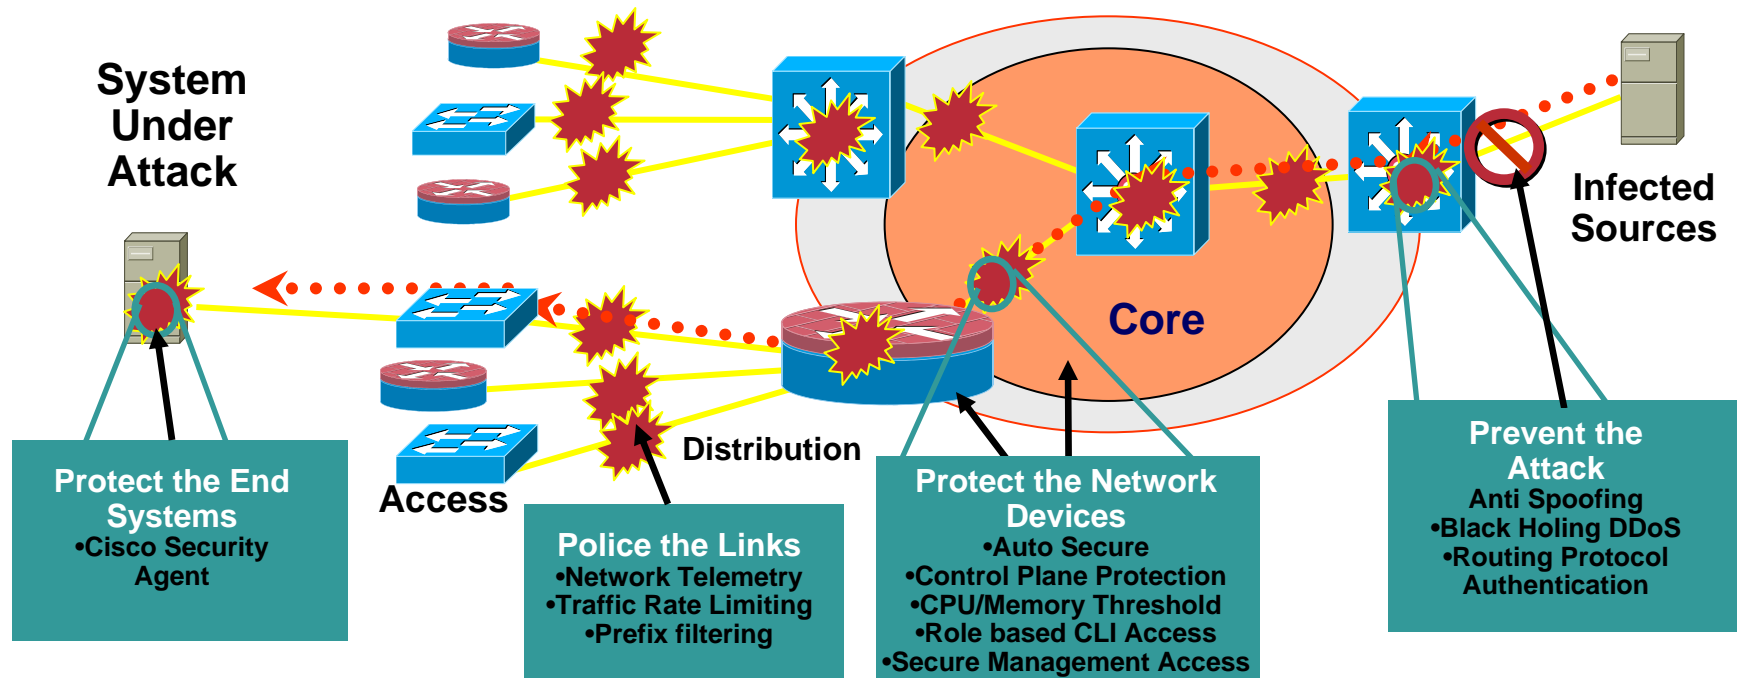 System
Under
Attack
Infected
Sources
Core
Distribution
Access
Protect the End
Systems
•Cisco Security
Agent
Police the Links
•Network Telemetry
•Traffic Rate Limiting
•Prefix filtering
Protect the Network
Devices
•Auto Secure
•Control Plane Protection
•CPU/Memory Threshold
•Role based CLI Access
•Secure Management Access
Prevent the
Attack
Anti Spoofing
•Black Holing DDoS
•Routing Protocol
Authentication